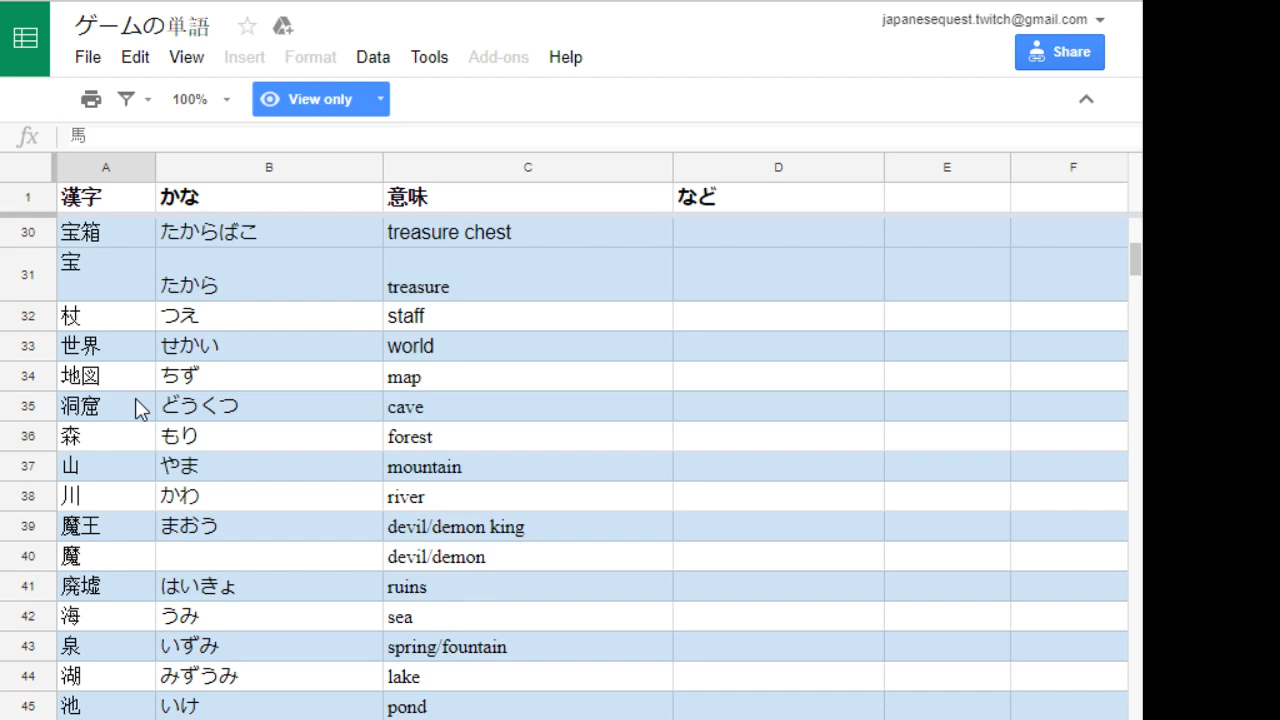 ゲームの単語
japanesequest.twitch@gmail.com
File Edit View Insert Format Data Tools Add-ons Help
Share
100% View only
fx 馬
A B C D E F
1 漢字 かな 意味 など
30 宝箱 たからばこ treasure chest
31 宝 たから treasure
32 杖 つえ staff
33 世界 せかい world
34 地図 ちず map
35 洞窟 どうくつ cave
36 森 もり forest
37 山 やま mountain
38 川 かわ river
39 魔王 まおう devil/demon king
40 魔 devil/demon
41 廃墟 はいきょ ruins
42 海 うみ sea
43 泉 いずみ spring/fountain
44 湖 みずうみ lake
45 池 いけ pond